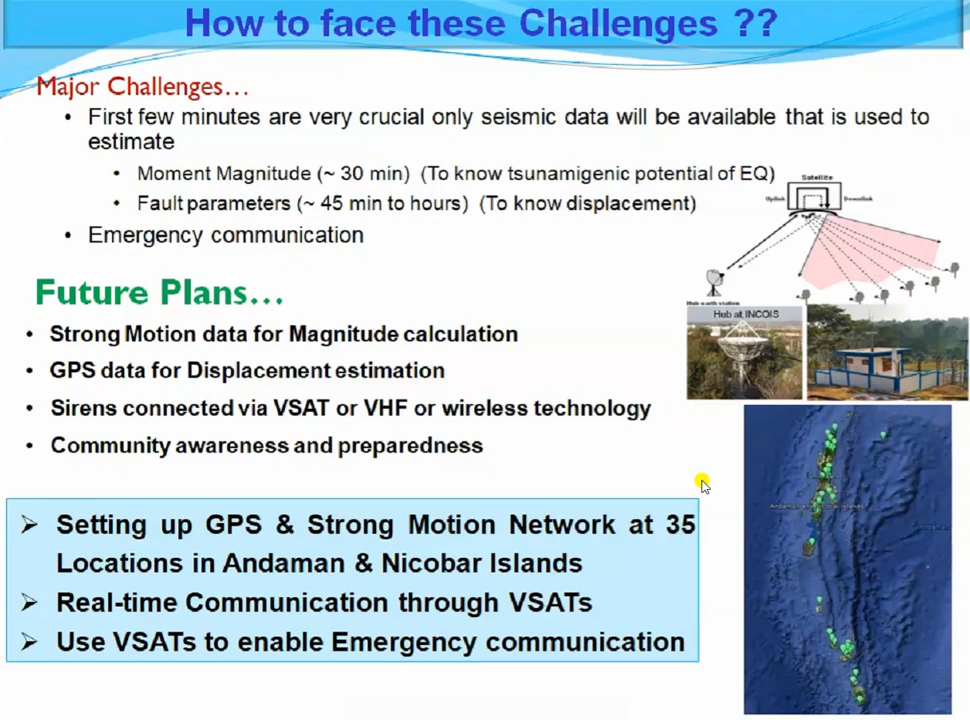 How to face these Challenges ??
Major Challenges…
• First few minutes are very crucial only seismic data will be available that is used to
estimate
• Moment Magnitude (~ 30 min) (To know tsunamigenic potential of EQ)
• Fault parameters (~ 45 min to hours) (To know displacement)
• Emergency communication
Satellite
Uplink
Downlink
Hub earth station
Hub at INCOIS
Future Plans…
• Strong Motion data for Magnitude calculation
• GPS data for Displacement estimation
• Sirens connected via VSAT or VHF or wireless technology
• Community awareness and preparedness
➢ Setting up GPS & Strong Motion Network at 35
Locations in Andaman & Nicobar Islands
➢ Real-time Communication through VSATs
➢ Use VSATs to enable Emergency communication